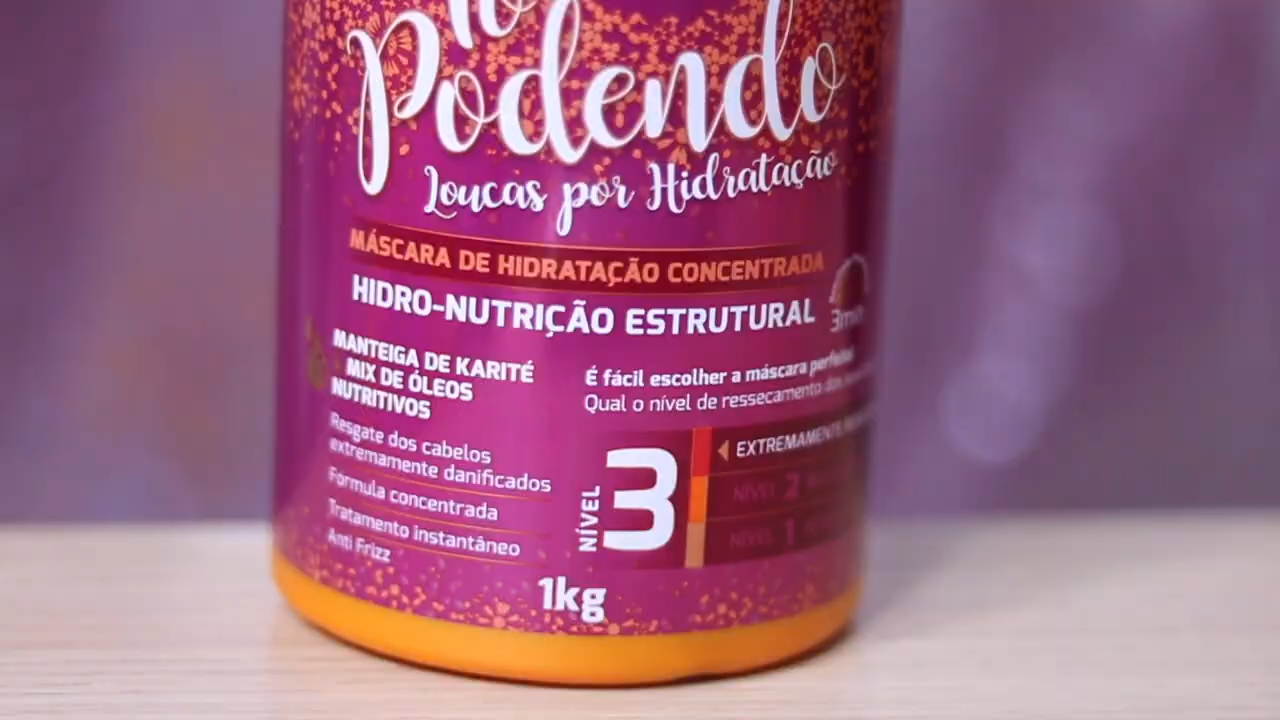 Podendo
Loucas por Hidratação
MÁSCARA DE HIDRATAÇÃO CONCENTRADA
HIDRO-NUTRIÇÃO ESTRUTURAL
3min
MANTEIGA DE KARITÉ
MIX DE ÓLEOS
NUTRITIVOS
Resgate dos cabelos
extremamente danificados
Fórmula concentrada
Tratamento instantâneo
Anti Frizz
É fácil escolher a máscara perfeita!
Qual o nível de ressecamento dos
NÍVEL 3
EXTREMAMENTE
NÍVEL 2
NÍVEL 1
1kg